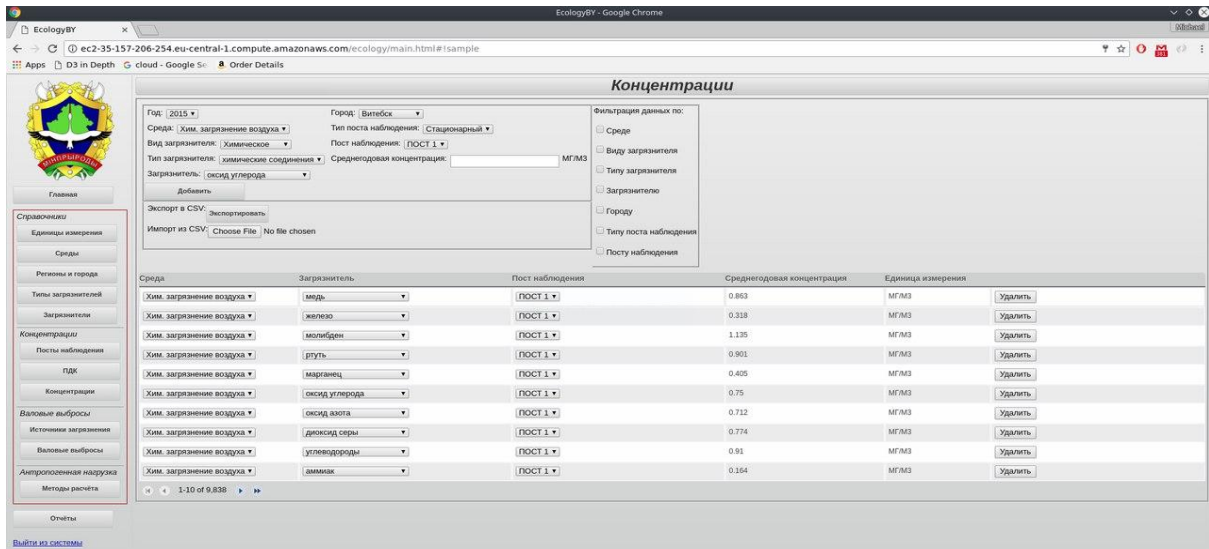 EcologyBY - Google Chrome
EcologyBY
Michael
ec2-35-157-206-254.eu-central-1.compute.amazonaws.com/ecology/main.html#!sample
Apps D3 in Depth cloud - Google Se Order Details
МІНПРЫРОДЫ
Главная
Справочники
Единицы измерения
Среды
Регионы и города
Типы загрязнителей
Загрязнители
Концентрации
Посты наблюдения
ПДК
Концентрации
Валовые выбросы
Источники загрязнения
Валовые выбросы
Антропогенная нагрузка
Методы расчёта
Отчёты
Выйти из системы
Концентрации
Год: 2015 Город: Витебск
Среда: Хим. загрязнение воздуха Тип поста наблюдения: Стационарный
Вид загрязнителя: Химическое Пост наблюдения: ПОСТ 1
Тип загрязнителя: химические соединения Среднегодовая концентрация: МГ/М3
Загрязнитель: оксид углерода
Добавить
Экспорт в CSV: Экспортировать
Импорт из CSV: Choose File No file chosen
Фильтрация данных по:
Среде
Виду загрязнителя
Типу загрязнителя
Загрязнителю
Городу
Типу поста наблюдения
Посту наблюдения
Среда Загрязнитель Пост наблюдения Среднегодовая концентрация Единица измерения
Хим. загрязнение воздуха медь ПОСТ 1 0.863 МГ/М3 Удалить
Хим. загрязнение воздуха железо ПОСТ 1 0.318 МГ/М3 Удалить
Хим. загрязнение воздуха молибден ПОСТ 1 1.135 МГ/М3 Удалить
Хим. загрязнение воздуха ртуть ПОСТ 1 0.901 МГ/М3 Удалить
Хим. загрязнение воздуха марганец ПОСТ 1 0.405 МГ/М3 Удалить
Хим. загрязнение воздуха оксид углерода ПОСТ 1 0.75 МГ/М3 Удалить
Хим. загрязнение воздуха оксид азота ПОСТ 1 0.712 МГ/М3 Удалить
Хим. загрязнение воздуха диоксид серы ПОСТ 1 0.774 МГ/М3 Удалить
Хим. загрязнение воздуха углеводороды ПОСТ 1 0.91 МГ/М3 Удалить
Хим. загрязнение воздуха аммиак ПОСТ 1 0.164 МГ/М3 Удалить
1-10 of 9,838